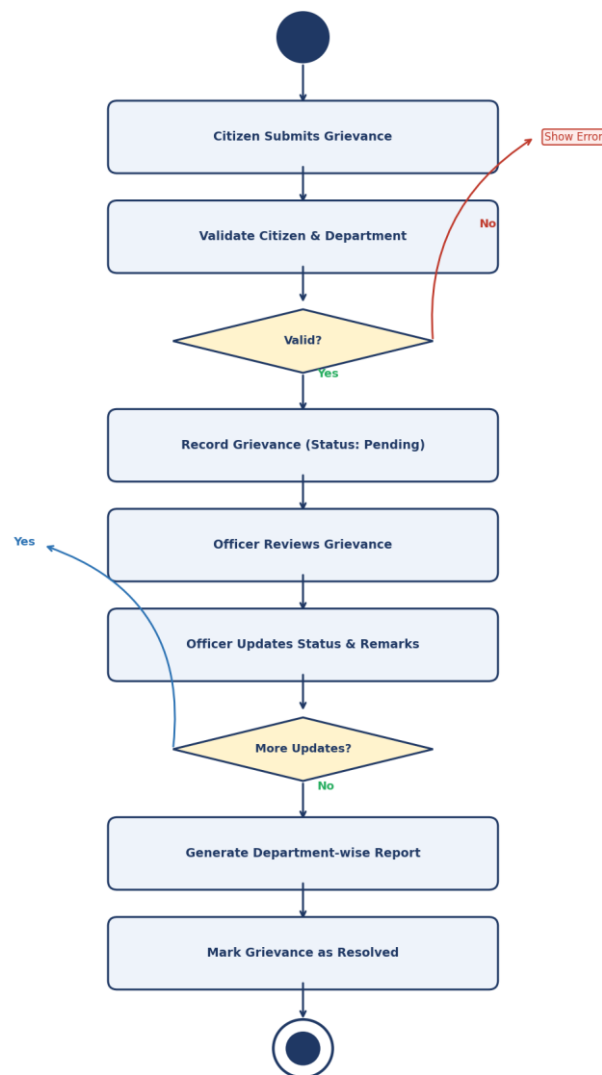 Citizen Submits Grievance
Show Error
Validate Citizen & Department
No
Valid?
Yes
Record Grievance (Status: Pending)
Officer Reviews Grievance
Yes
Officer Updates Status & Remarks
More Updates?
No
Generate Department-wise Report
Mark Grievance as Resolved